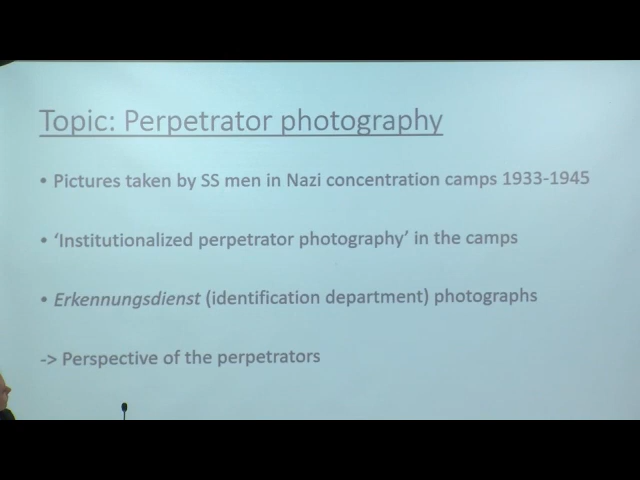 Topic: Perpetrator photography
• Pictures taken by SS men in Nazi concentration camps 1933-1945
• ‘Institutionalized perpetrator photography’ in the camps
• Erkennungsdienst (identification department) photographs
-> Perspective of the perpetrators